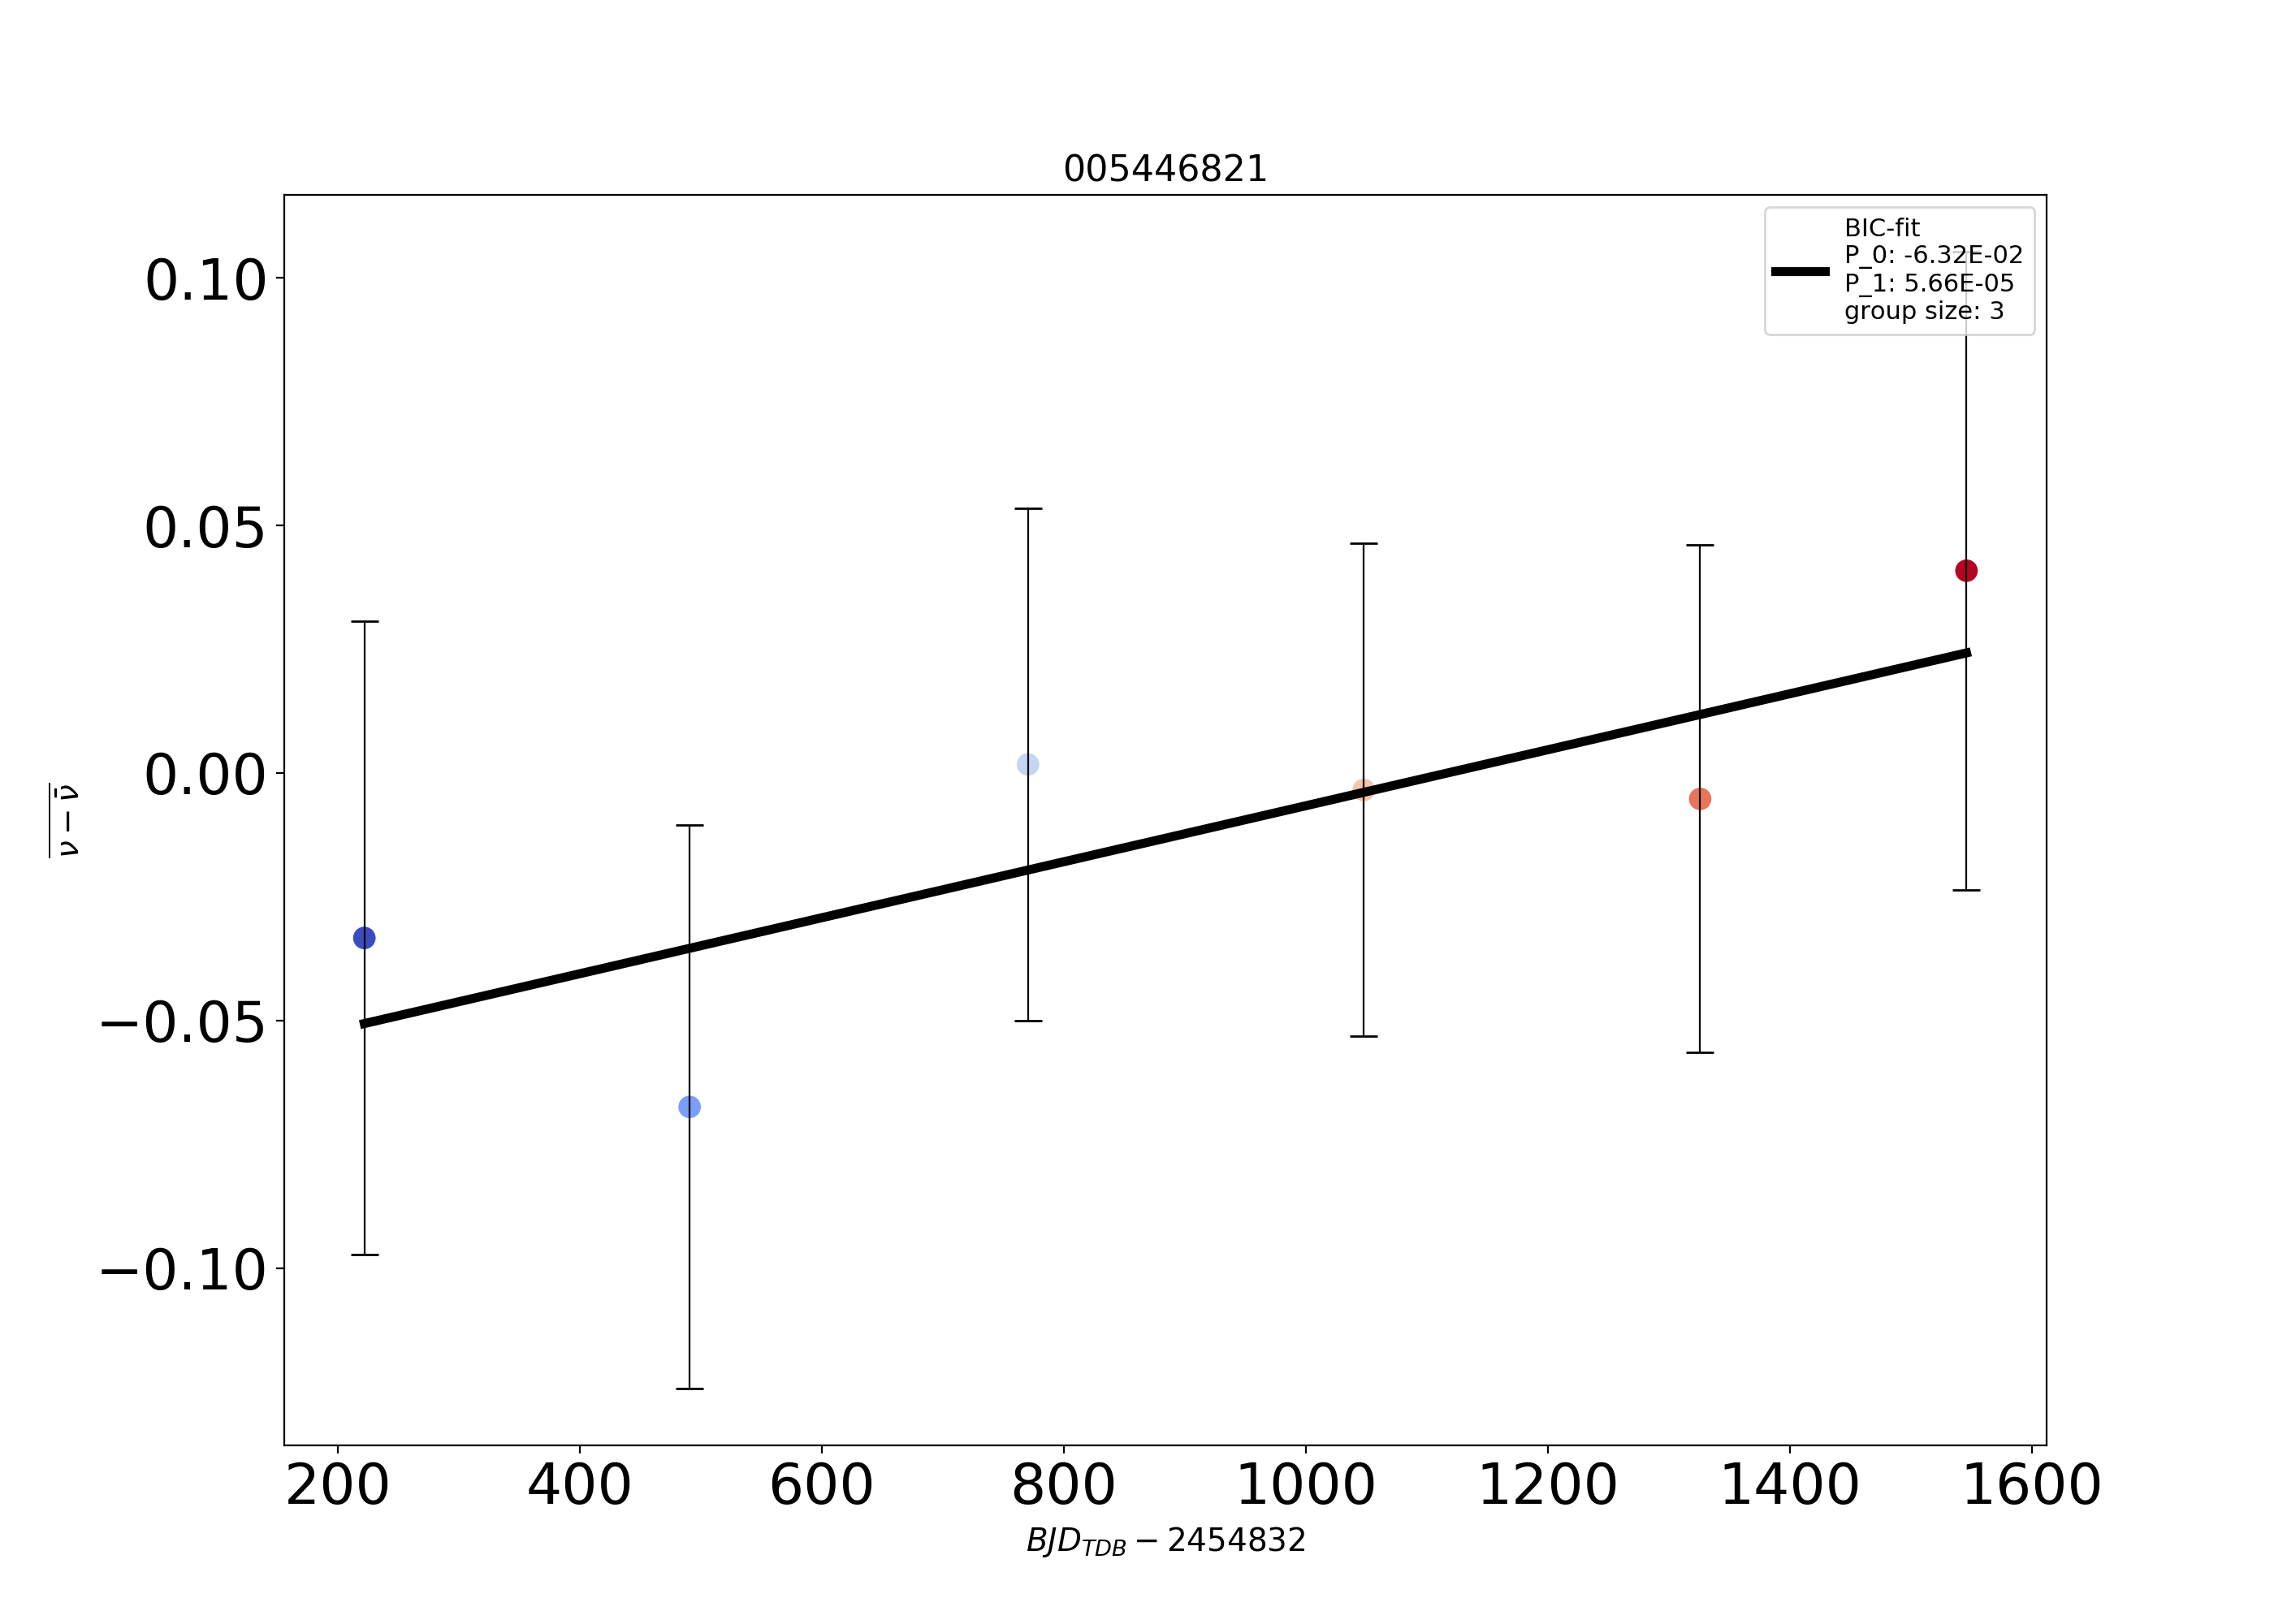 005446821
BIC-fit
P_0: -6.32E-02
P_1: 5.66E-05
group size: 3
0.10
0.05
0.00
−0.05
−0.10
ν − ν̄
200 400 600 800 1000 1200 1400 1600
BJD_TDB − 2454832